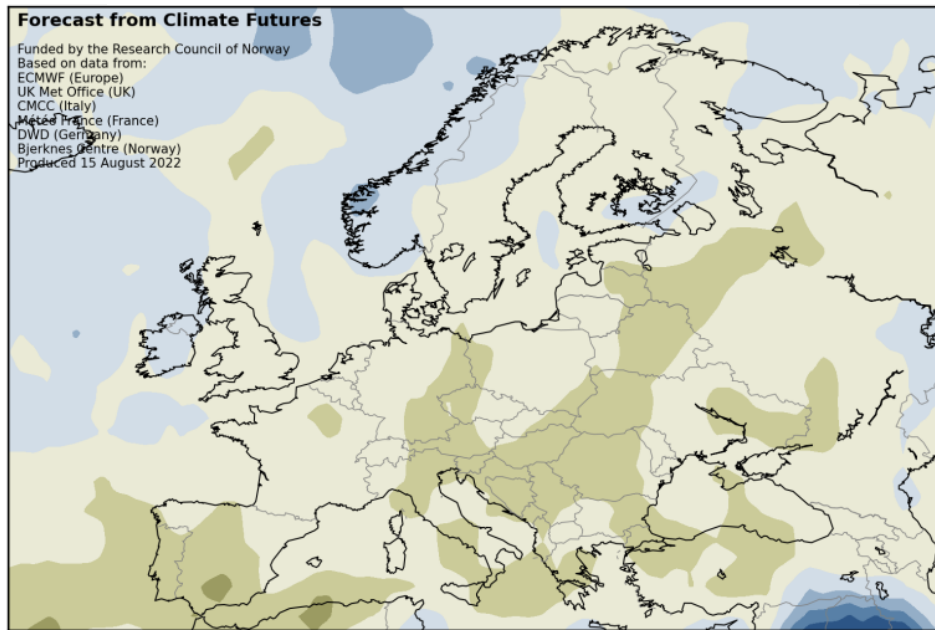 Forecast from Climate Futures
Funded by the Research Council of Norway
Based on data from:
ECMWF (Europe)
UK Met Office (UK)
CMCC (Italy)
Météo France (France)
DWD (Germany)
Bjerknes Centre (Norway)
Produced 15 August 2022